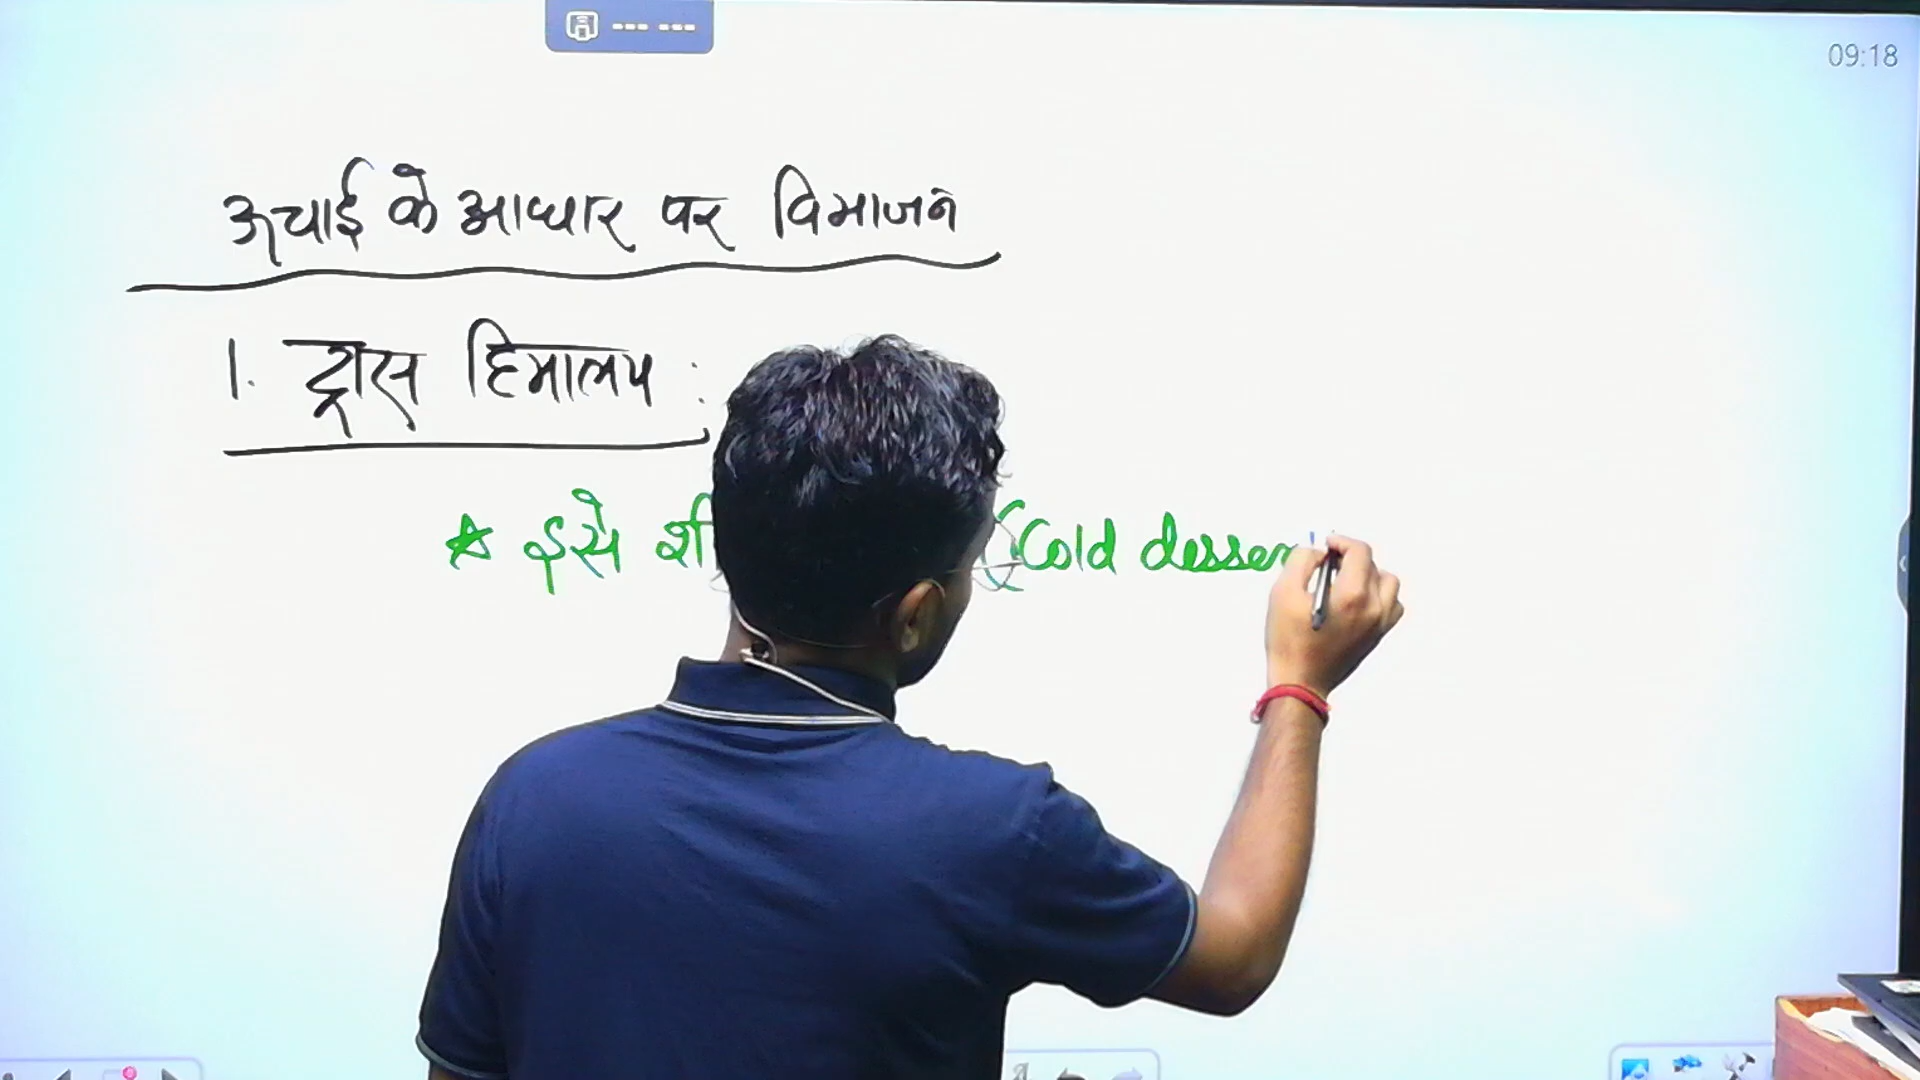 09:18
ऊचाई के आधार पर विभाजन
1. ट्रास हिमालय :
★ इसे (Cold desser